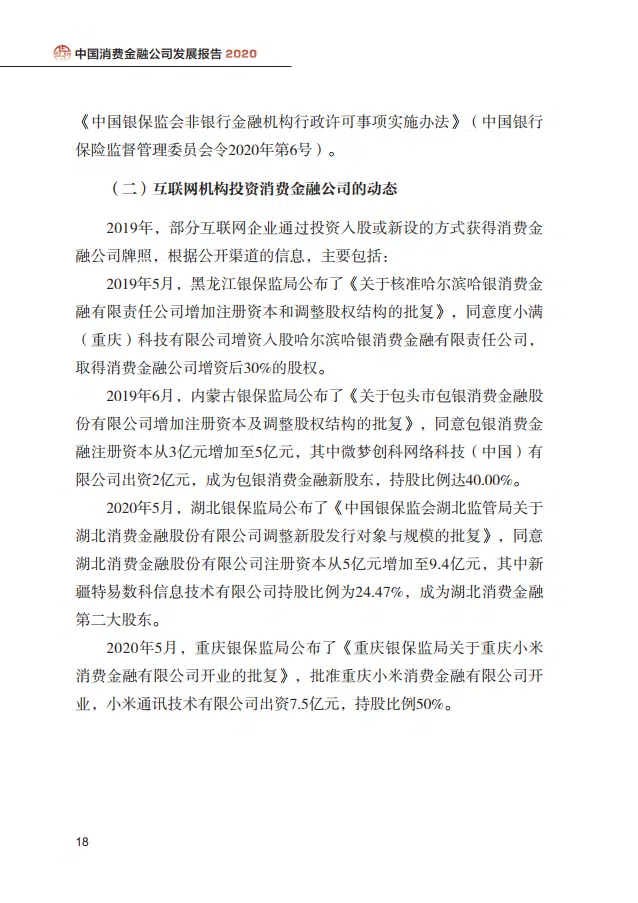 中国消费金融公司发展报告 2020
《中国银保监会非银行金融机构行政许可事项实施办法》（中国银行
保险监督管理委员会令2020年第6号）。
（二）互联网机构投资消费金融公司的动态
2019年，部分互联网企业通过投资入股或新设的方式获得消费金
融公司牌照，根据公开渠道的信息，主要包括：
2019年5月，黑龙江银保监局公布了《关于核准哈尔滨哈银消费金
融有限责任公司增加注册资本和调整股权结构的批复》，同意度小满
（重庆）科技有限公司增资入股哈尔滨哈银消费金融有限责任公司，
取得消费金融公司增资后30%的股权。
2019年6月，内蒙古银保监局公布了《关于包头市包银消费金融股
份有限公司增加注册资本及调整股权结构的批复》，同意包银消费金
融注册资本从3亿元增加至5亿元，其中微梦创科网络科技（中国）有
限公司出资2亿元，成为包银消费金融新股东，持股比例达40.00%。
2020年5月，湖北银保监局公布了《中国银保监会湖北监管局关于
湖北消费金融股份有限公司调整新股发行对象与规模的批复》，同意
湖北消费金融股份有限公司注册资本从5亿元增加至9.4亿元，其中新
疆特易数科信息技术有限公司持股比例为24.47%，成为湖北消费金融
第二大股东。
2020年5月，重庆银保监局公布了《重庆银保监局关于重庆小米
消费金融有限公司开业的批复》，批准重庆小米消费金融有限公司开
业，小米通讯技术有限公司出资7.5亿元，持股比例50%。
18